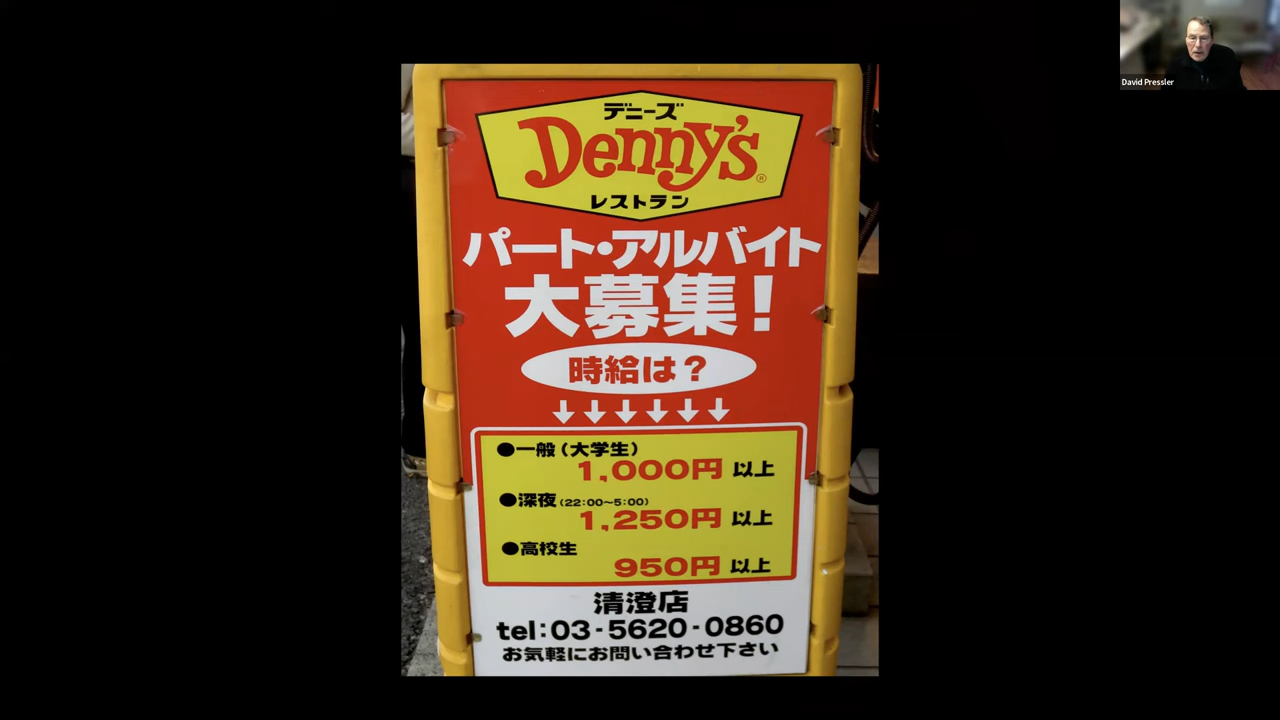 デニーズ
Denny's®
レストラン
パート・アルバイト
大募集!
時給は?
↓↓↓↓↓↓
●一般(大学生)
1,000円 以上
●深夜(22:00〜5:00)
1,250円 以上
●高校生
950円 以上
清澄店
tel:03-5620-0860
お気軽にお問い合わせ下さい
David Pressler